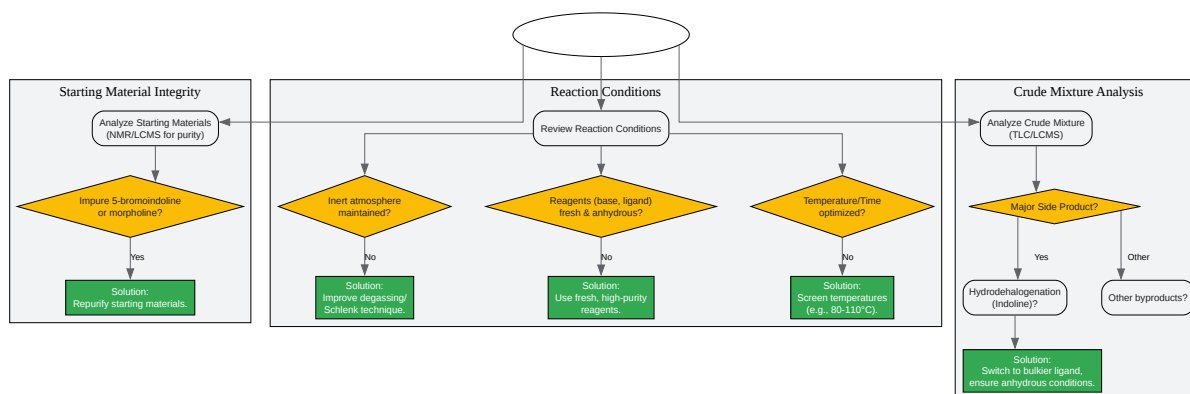 Starting Material Integrity
Analyze Starting Materials
(NMR/LCMS for purity)
Impure 5-bromoindoline
or morpholine?
Yes
Solution:
Repurify starting materials.
Reaction Conditions
Review Reaction Conditions
Inert atmosphere
maintained?
No
Solution:
Improve degassing/
Schlenk technique.
Reagents (base, ligand)
fresh & anhydrous?
No
Solution:
Use fresh, high-purity
reagents.
Temperature/Time
optimized?
No
Solution:
Screen temperatures
(e.g., 80-110°C).
Crude Mixture Analysis
Analyze Crude Mixture
(TLC/LCMS)
Major Side Product?
Yes
Other
Hydrodehalogenation
(Indoline)?
Other byproducts?
Solution:
Switch to bulkier ligand,
ensure anhydrous conditions.